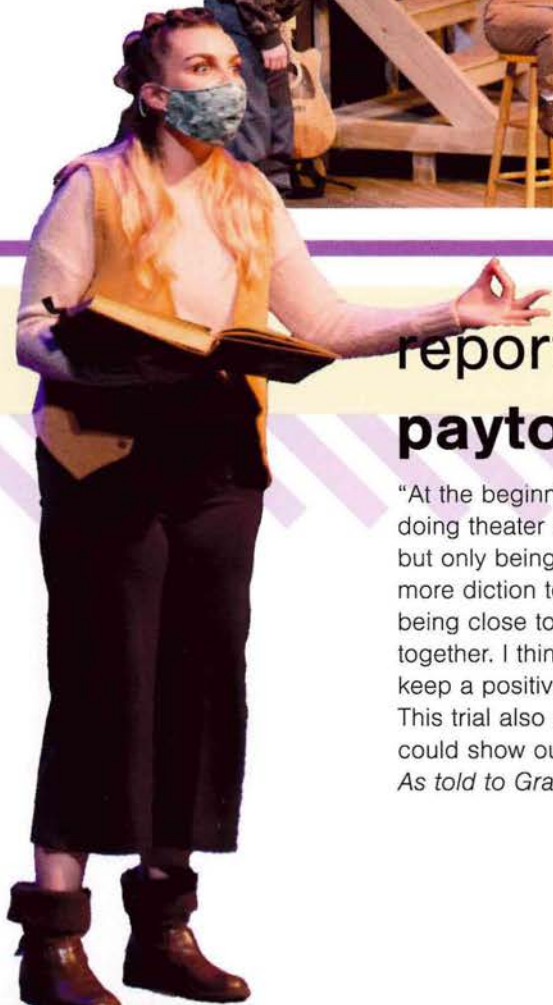 repor
payto
“At the beginn
doing theater
but only being
more diction to
being close to
together. I thin
keep a positiv
This trial also
could show ou
As told to Gra